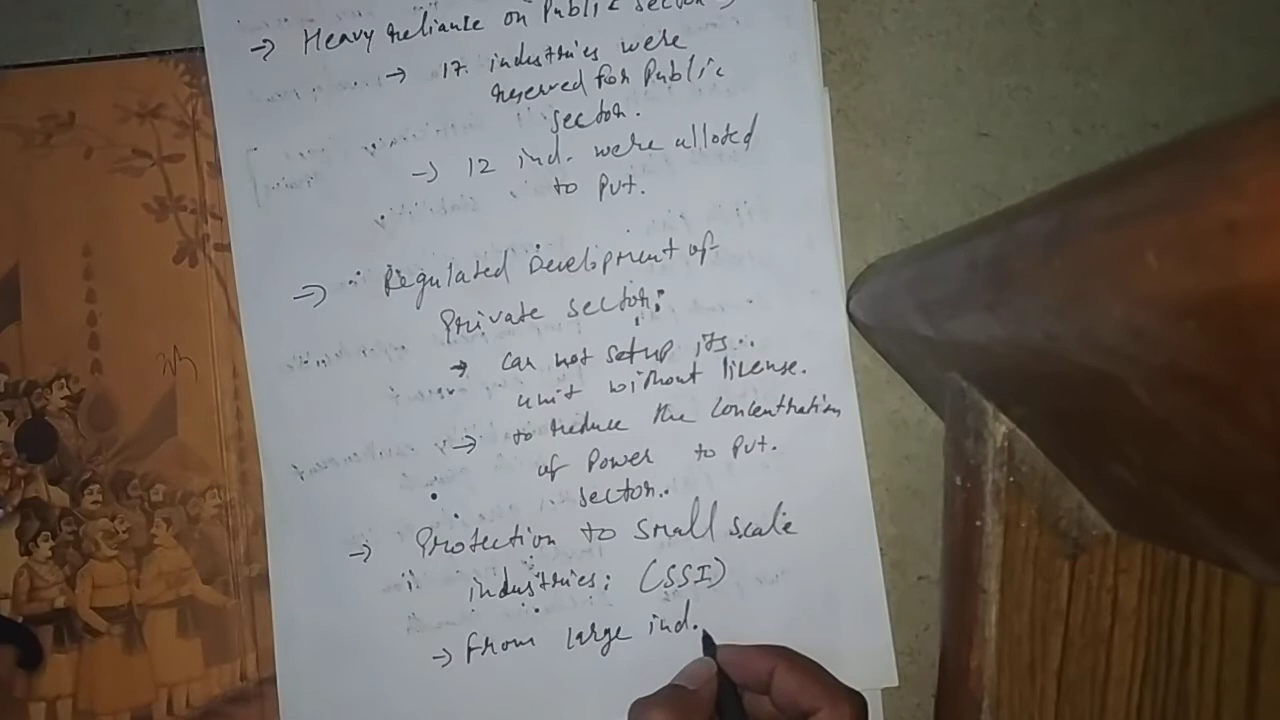 → Heavy reliance on Public sector :
→ 17. industries were
reserved for Public
sector.
→ 12 ind. were alloted
to Pvt.
→ Regulated Development of
Private sector:
→ Can not setup its
unit without license.
→ to reduce the concentration
of Power to Pvt.
sector.
→ Protection to small scale
industries: (SSI)
→ From large ind.